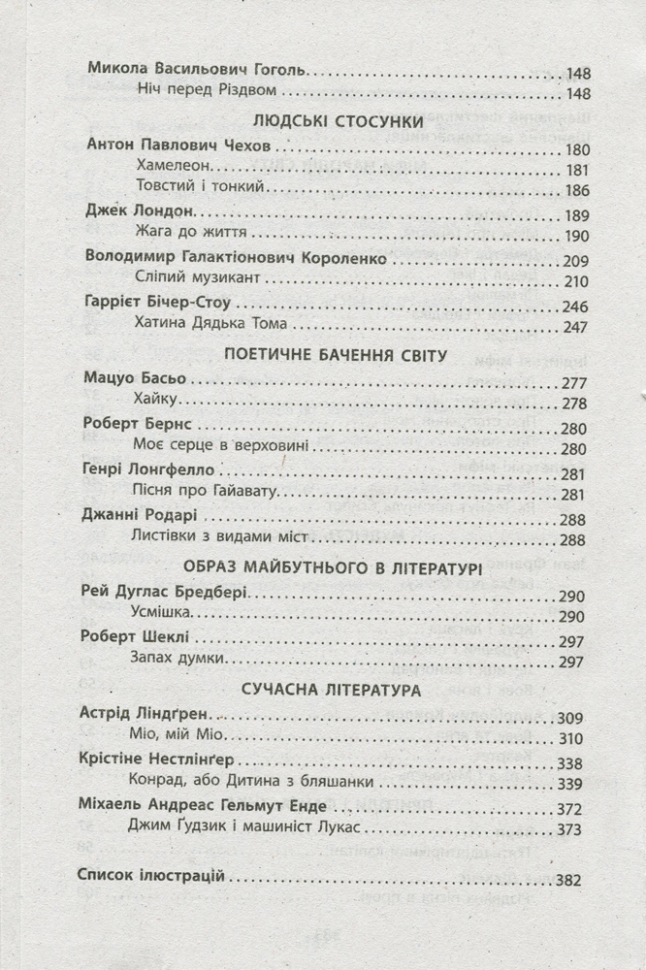 Микола Васильович Гоголь..........148
Ніч перед Різдвом..........148
ЛЮДСЬКІ СТОСУНКИ
Антон Павлович Чехов..........180
Хамелеон..........181
Товстий і тонкий..........186
Джек Лондон..........189
Жага до життя..........190
Володимир Галактіонович Короленко..........209
Сліпий музикант..........210
Гаррієт Бічер-Стоу..........246
Хатина Дядька Тома..........247
ПОЕТИЧНЕ БАЧЕННЯ СВІТУ
Мацуо Басьо..........277
Хайку..........278
Роберт Бернс..........280
Моє серце в верховині..........280
Генрі Лонгфелло..........281
Пісня про Гайавату..........281
Джанні Родарі..........288
Листівки з видами міст..........288
ОБРАЗ МАЙБУТНЬОГО В ЛІТЕРАТУРІ
Рей Дуглас Бредбері..........290
Усмішка..........290
Роберт Шеклі..........297
Запах думки..........297
СУЧАСНА ЛІТЕРАТУРА
Астрід Ліндґрен..........309
Міо, мій Міо..........310
Крістіне Нестлінґер..........338
Конрад, або Дитина з бляшанки..........339
Міхаель Андреас Гельмут Енде..........372
Джим Ґудзик і машиніст Лукас..........373
Список ілюстрацій..........382